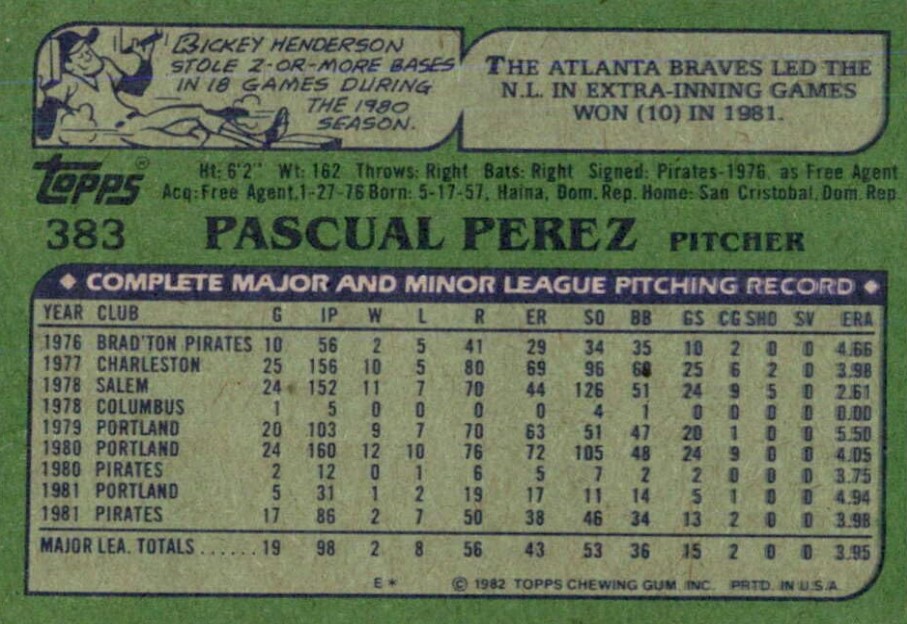 RICKEY HENDERSON
STOLE 2-OR-MORE BASES
IN 18 GAMES DURING
THE 1980
SEASON.
THE ATLANTA BRAVES LED THE
N.L. IN EXTRA-INNING GAMES
WON (10) IN 1981.
Topps®
Ht: 6'2" Wt: 162 Throws: Right Bats: Right Signed: Pirates-1976, as Free Agent
Acq: Free Agent, 1-27-76 Born: 5-17-57, Haina, Dom. Rep. Home: San Cristobal, Dom. Rep.
383 PASCUAL PEREZ PITCHER
◆ COMPLETE MAJOR AND MINOR LEAGUE PITCHING RECORD ◆
YEAR CLUB G IP W L R ER SO BB GS CG SHO SV ERA
1976 BRAD'TON PIRATES 10 56 2 5 41 29 34 35 10 2 0 0 4.66
1977 CHARLESTON 25 156 10 5 80 69 96 68 25 6 2 0 3.98
1978 SALEM 24 152 11 7 70 44 126 51 24 9 5 0 2.61
1978 COLUMBUS 1 5 0 0 0 0 4 1 0 0 0 0 0.00
1979 PORTLAND 20 103 9 7 70 63 51 47 20 1 0 0 5.50
1980 PORTLAND 24 160 12 10 76 72 105 48 24 9 0 0 4.05
1980 PIRATES 2 12 0 1 6 5 7 2 2 0 0 0 3.75
1981 PORTLAND 5 31 1 2 19 17 11 14 5 1 0 0 4.94
1981 PIRATES 17 86 2 7 50 38 46 34 13 2 0 0 3.98
MAJOR LEA. TOTALS ...... 19 98 2 8 56 43 53 36 15 2 0 0 3.95
E* © 1982 TOPPS CHEWING GUM, INC. PRTD. IN U.S.A.